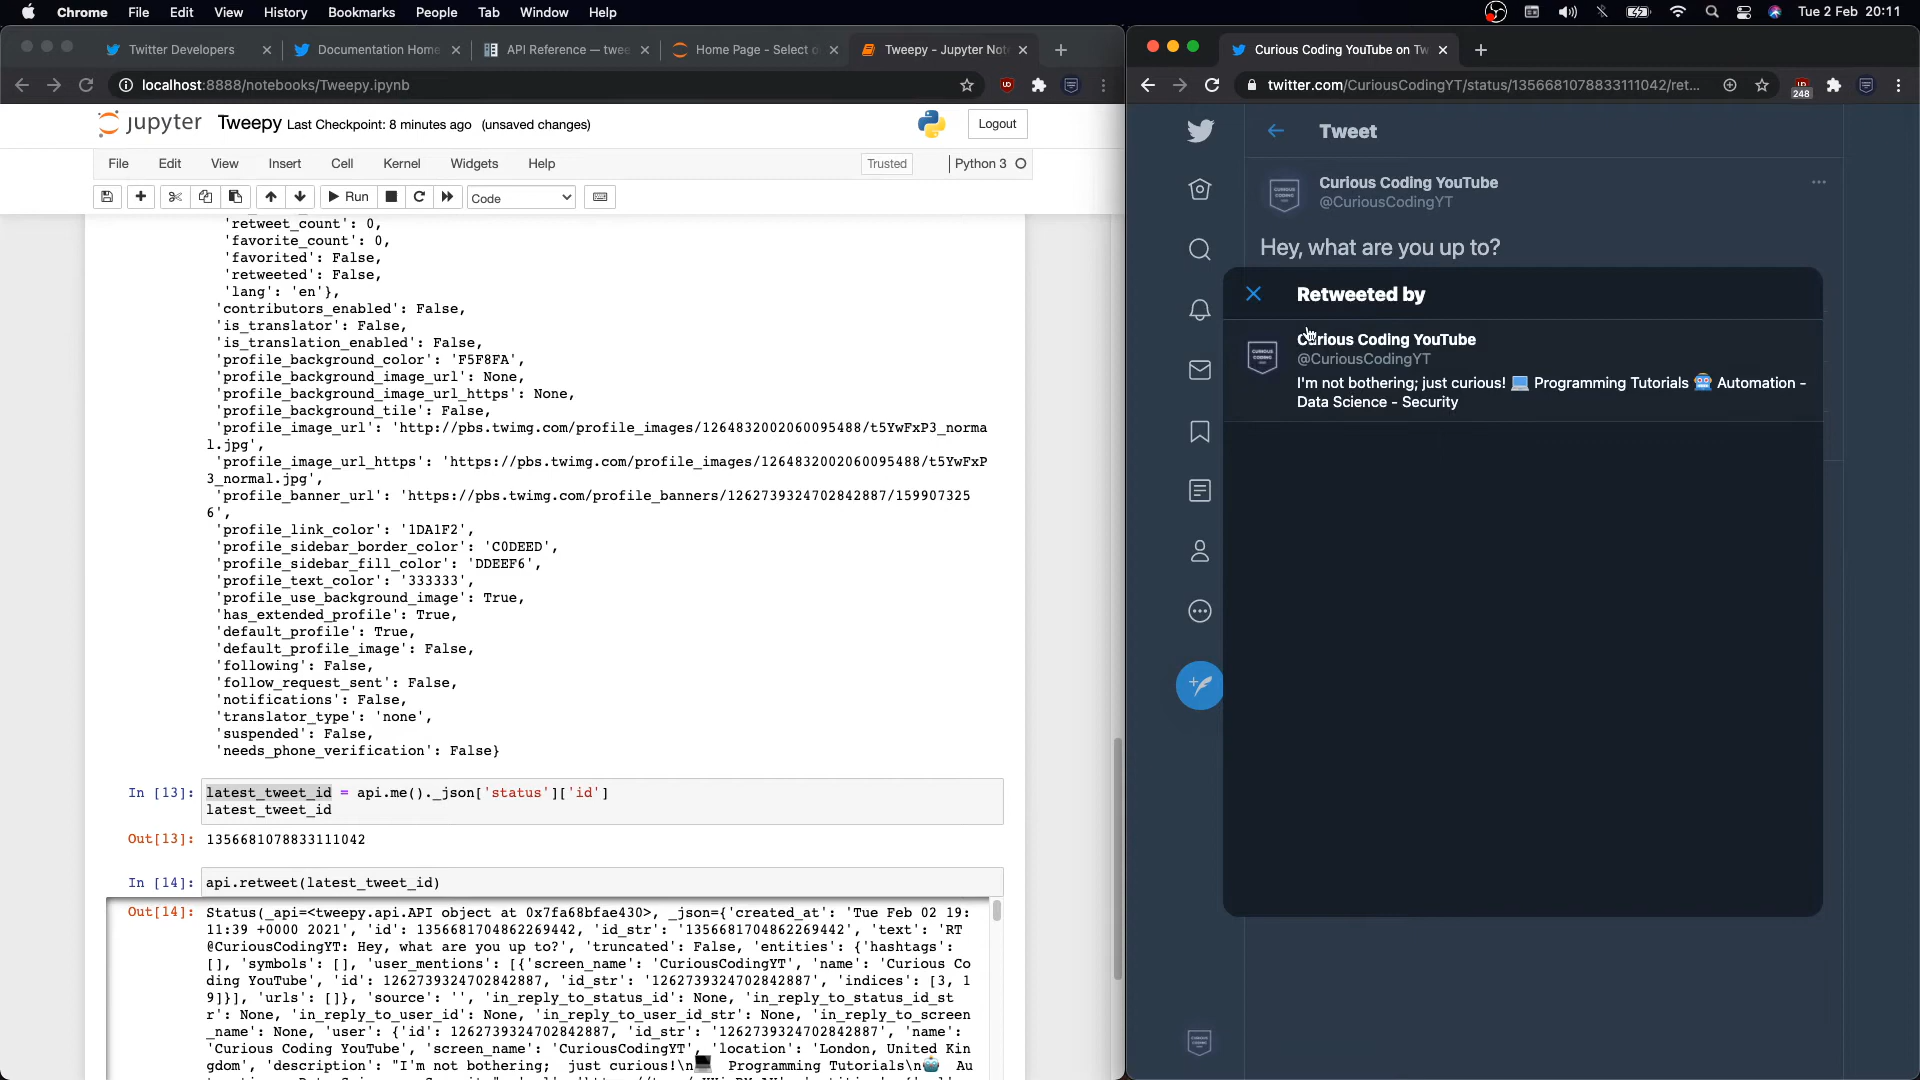 Chrome File Edit View History Bookmarks People Tab Window Help Tue 2 Feb 20:11
Twitter Developers
Documentation Home
API Reference — twee
Home Page - Select o
Tweepy - Jupyter Not
localhost:8888/notebooks/Tweepy.ipynb
jupyter Tweepy Last Checkpoint: 8 minutes ago (unsaved changes)
Logout
File Edit View Insert Cell Kernel Widgets Help Trusted Python 3
Run Code
'retweet_count': 0,
'favorite_count': 0,
'favorited': False,
'retweeted': False,
'lang': 'en'},
'contributors_enabled': False,
'is_translator': False,
'is_translation_enabled': False,
'profile_background_color': 'F5F8FA',
'profile_background_image_url': None,
'profile_background_image_url_https': None,
'profile_background_tile': False,
'profile_image_url': 'http://pbs.twimg.com/profile_images/1264832002060095488/t5YwFxP3_norma
l.jpg',
'profile_image_url_https': 'https://pbs.twimg.com/profile_images/1264832002060095488/t5YwFxP
3_normal.jpg',
'profile_banner_url': 'https://pbs.twimg.com/profile_banners/1262739324702842887/159907325
6',
'profile_link_color': '1DA1F2',
'profile_sidebar_border_color': 'C0DEED',
'profile_sidebar_fill_color': 'DDEEF6',
'profile_text_color': '333333',
'profile_use_background_image': True,
'has_extended_profile': True,
'default_profile': True,
'default_profile_image': False,
'following': False,
'follow_request_sent': False,
'notifications': False,
'translator_type': 'none',
'suspended': False,
'needs_phone_verification': False}
In [13]: latest_tweet_id = api.me()._json['status']['id']
latest_tweet_id
Out[13]: 1356681078833111042
In [14]: api.retweet(latest_tweet_id)
Out[14]: Status(_api=<tweepy.api.API object at 0x7fa68bfae430>, _json={'created_at': 'Tue Feb 02 19:
11:39 +0000 2021', 'id': 1356681704862269442, 'id_str': '1356681704862269442', 'text': 'RT
@CuriousCodingYT: Hey, what are you up to?', 'truncated': False, 'entities': {'hashtags':
[], 'symbols': [], 'user_mentions': [{'screen_name': 'CuriousCodingYT', 'name': 'Curious Co
ding YouTube', 'id': 1262739324702842887, 'id_str': '1262739324702842887', 'indices': [3, 1
9]}], 'urls': []}, 'source': '', 'in_reply_to_status_id': None, 'in_reply_to_status_id_st
r': None, 'in_reply_to_user_id': None, 'in_reply_to_user_id_str': None, 'in_reply_to_screen
_name': None, 'user': {'id': 1262739324702842887, 'id_str': '1262739324702842887', 'name':
'Curious Coding YouTube', 'screen_name': 'CuriousCodingYT', 'location': 'London, United Kin
gdom', 'description': "I'm not bothering; just curious!\n💻 Programming Tutorials\n🤖 Au
Curious Coding YouTube on Tw
twitter.com/CuriousCodingYT/status/1356681078833111042/ret...
248
Tweet
Curious Coding YouTube
@CuriousCodingYT
Hey, what are you up to?
Retweeted by
Curious Coding YouTube
@CuriousCodingYT
I'm not bothering; just curious! 💻 Programming Tutorials 🤖 Automation -
Data Science - Security